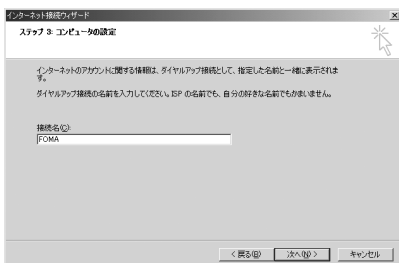 インターネット接続ウィザード
ステップ 3: コンピュータの設定
インターネットのアカウントに関する情報は、ダイヤルアップ接続として、指定した名前と一緒に表示されま
す。
ダイヤルアップ接続の名前を入力してください。ISP の名前でも、自分の好きな名前でもかまいません。
接続名(C):
FOMA
< 戻る(B)
次へ(N) >
キャンセル